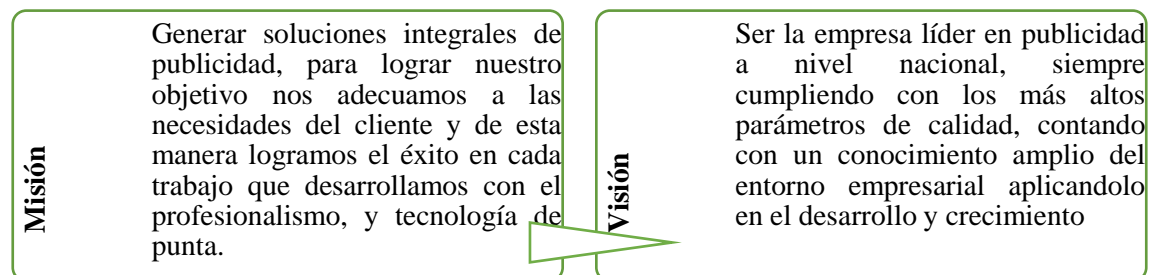 Misión
Generar soluciones integrales de
publicidad, para lograr nuestro
objetivo nos adecuamos a las
necesidades del cliente y de esta
manera logramos el éxito en cada
trabajo que desarrollamos con el
profesionalismo, y tecnología de
punta.
Visión
Ser la empresa líder en publicidad
a nivel nacional, siempre
cumpliendo con los más altos
parámetros de calidad, contando
con un conocimiento amplio del
entorno empresarial aplicandolo
en el desarrollo y crecimiento